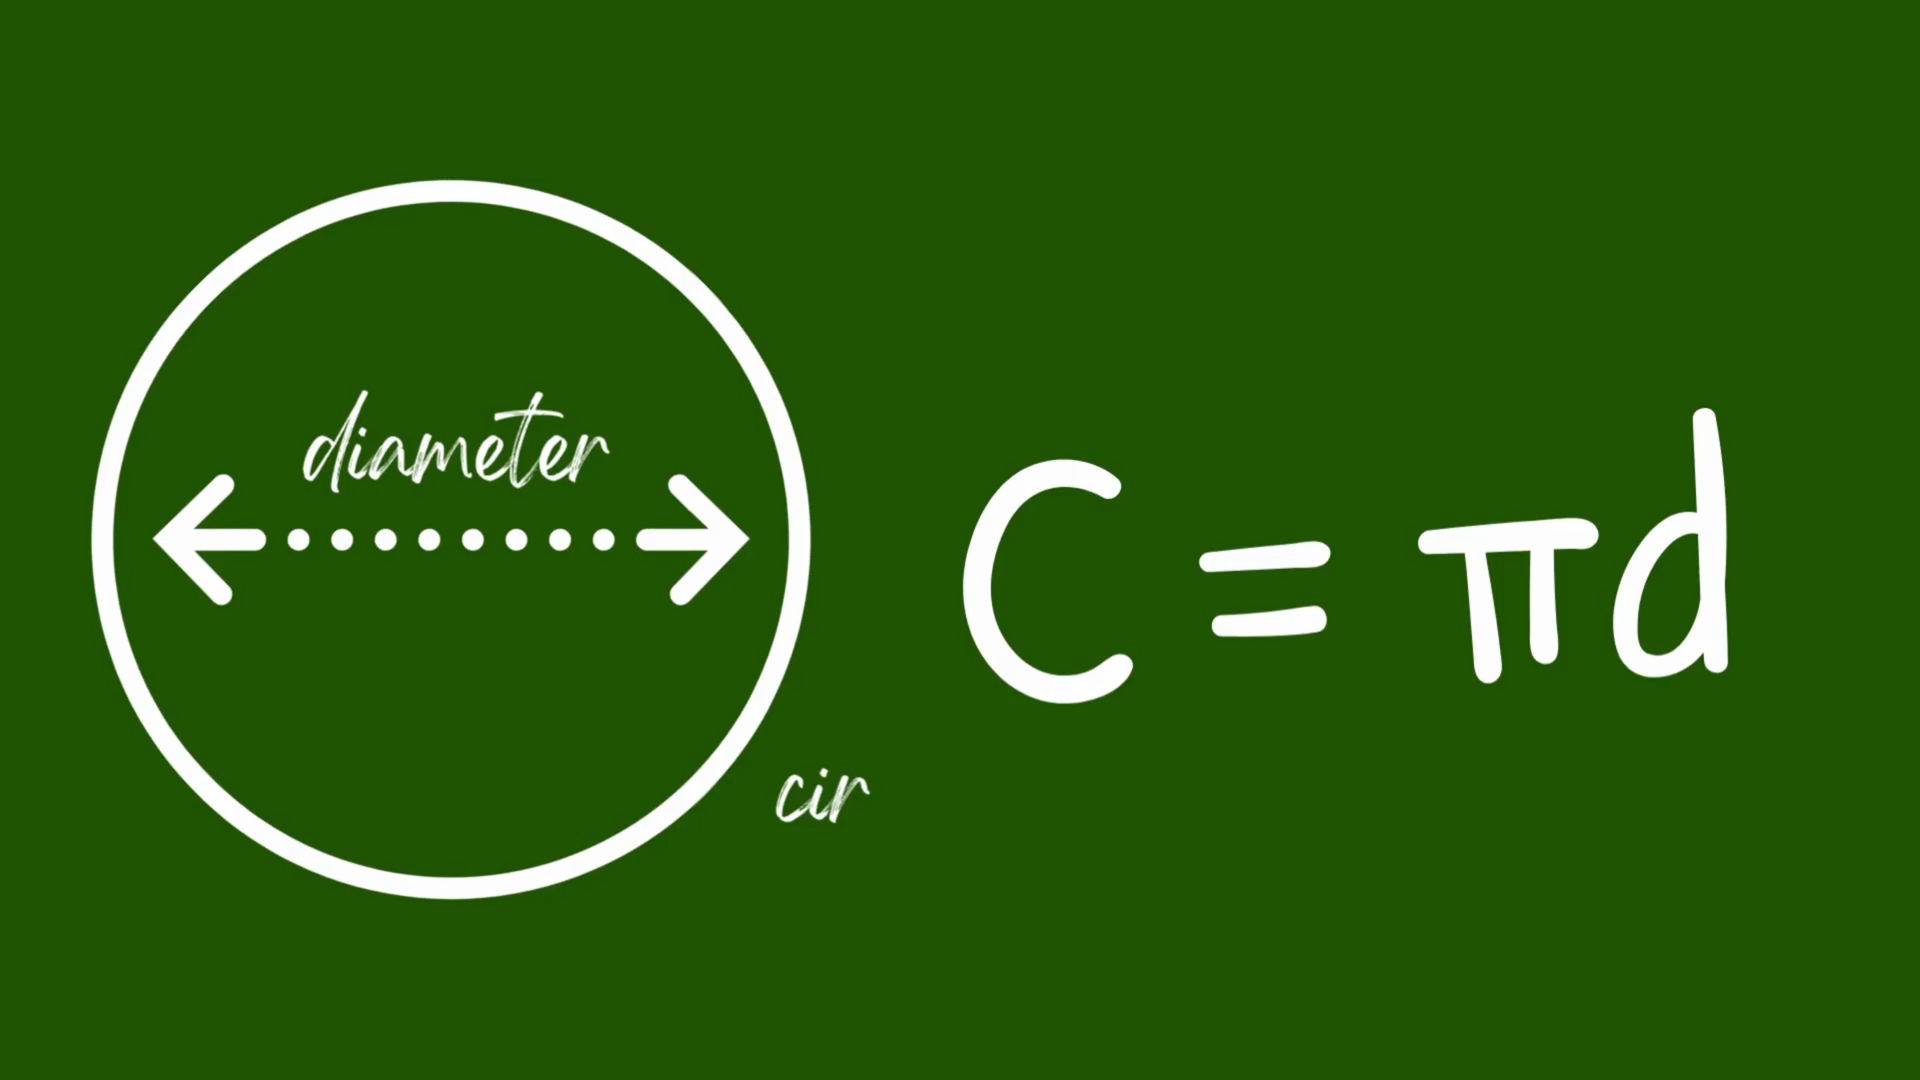 diameter
C = πd
cir